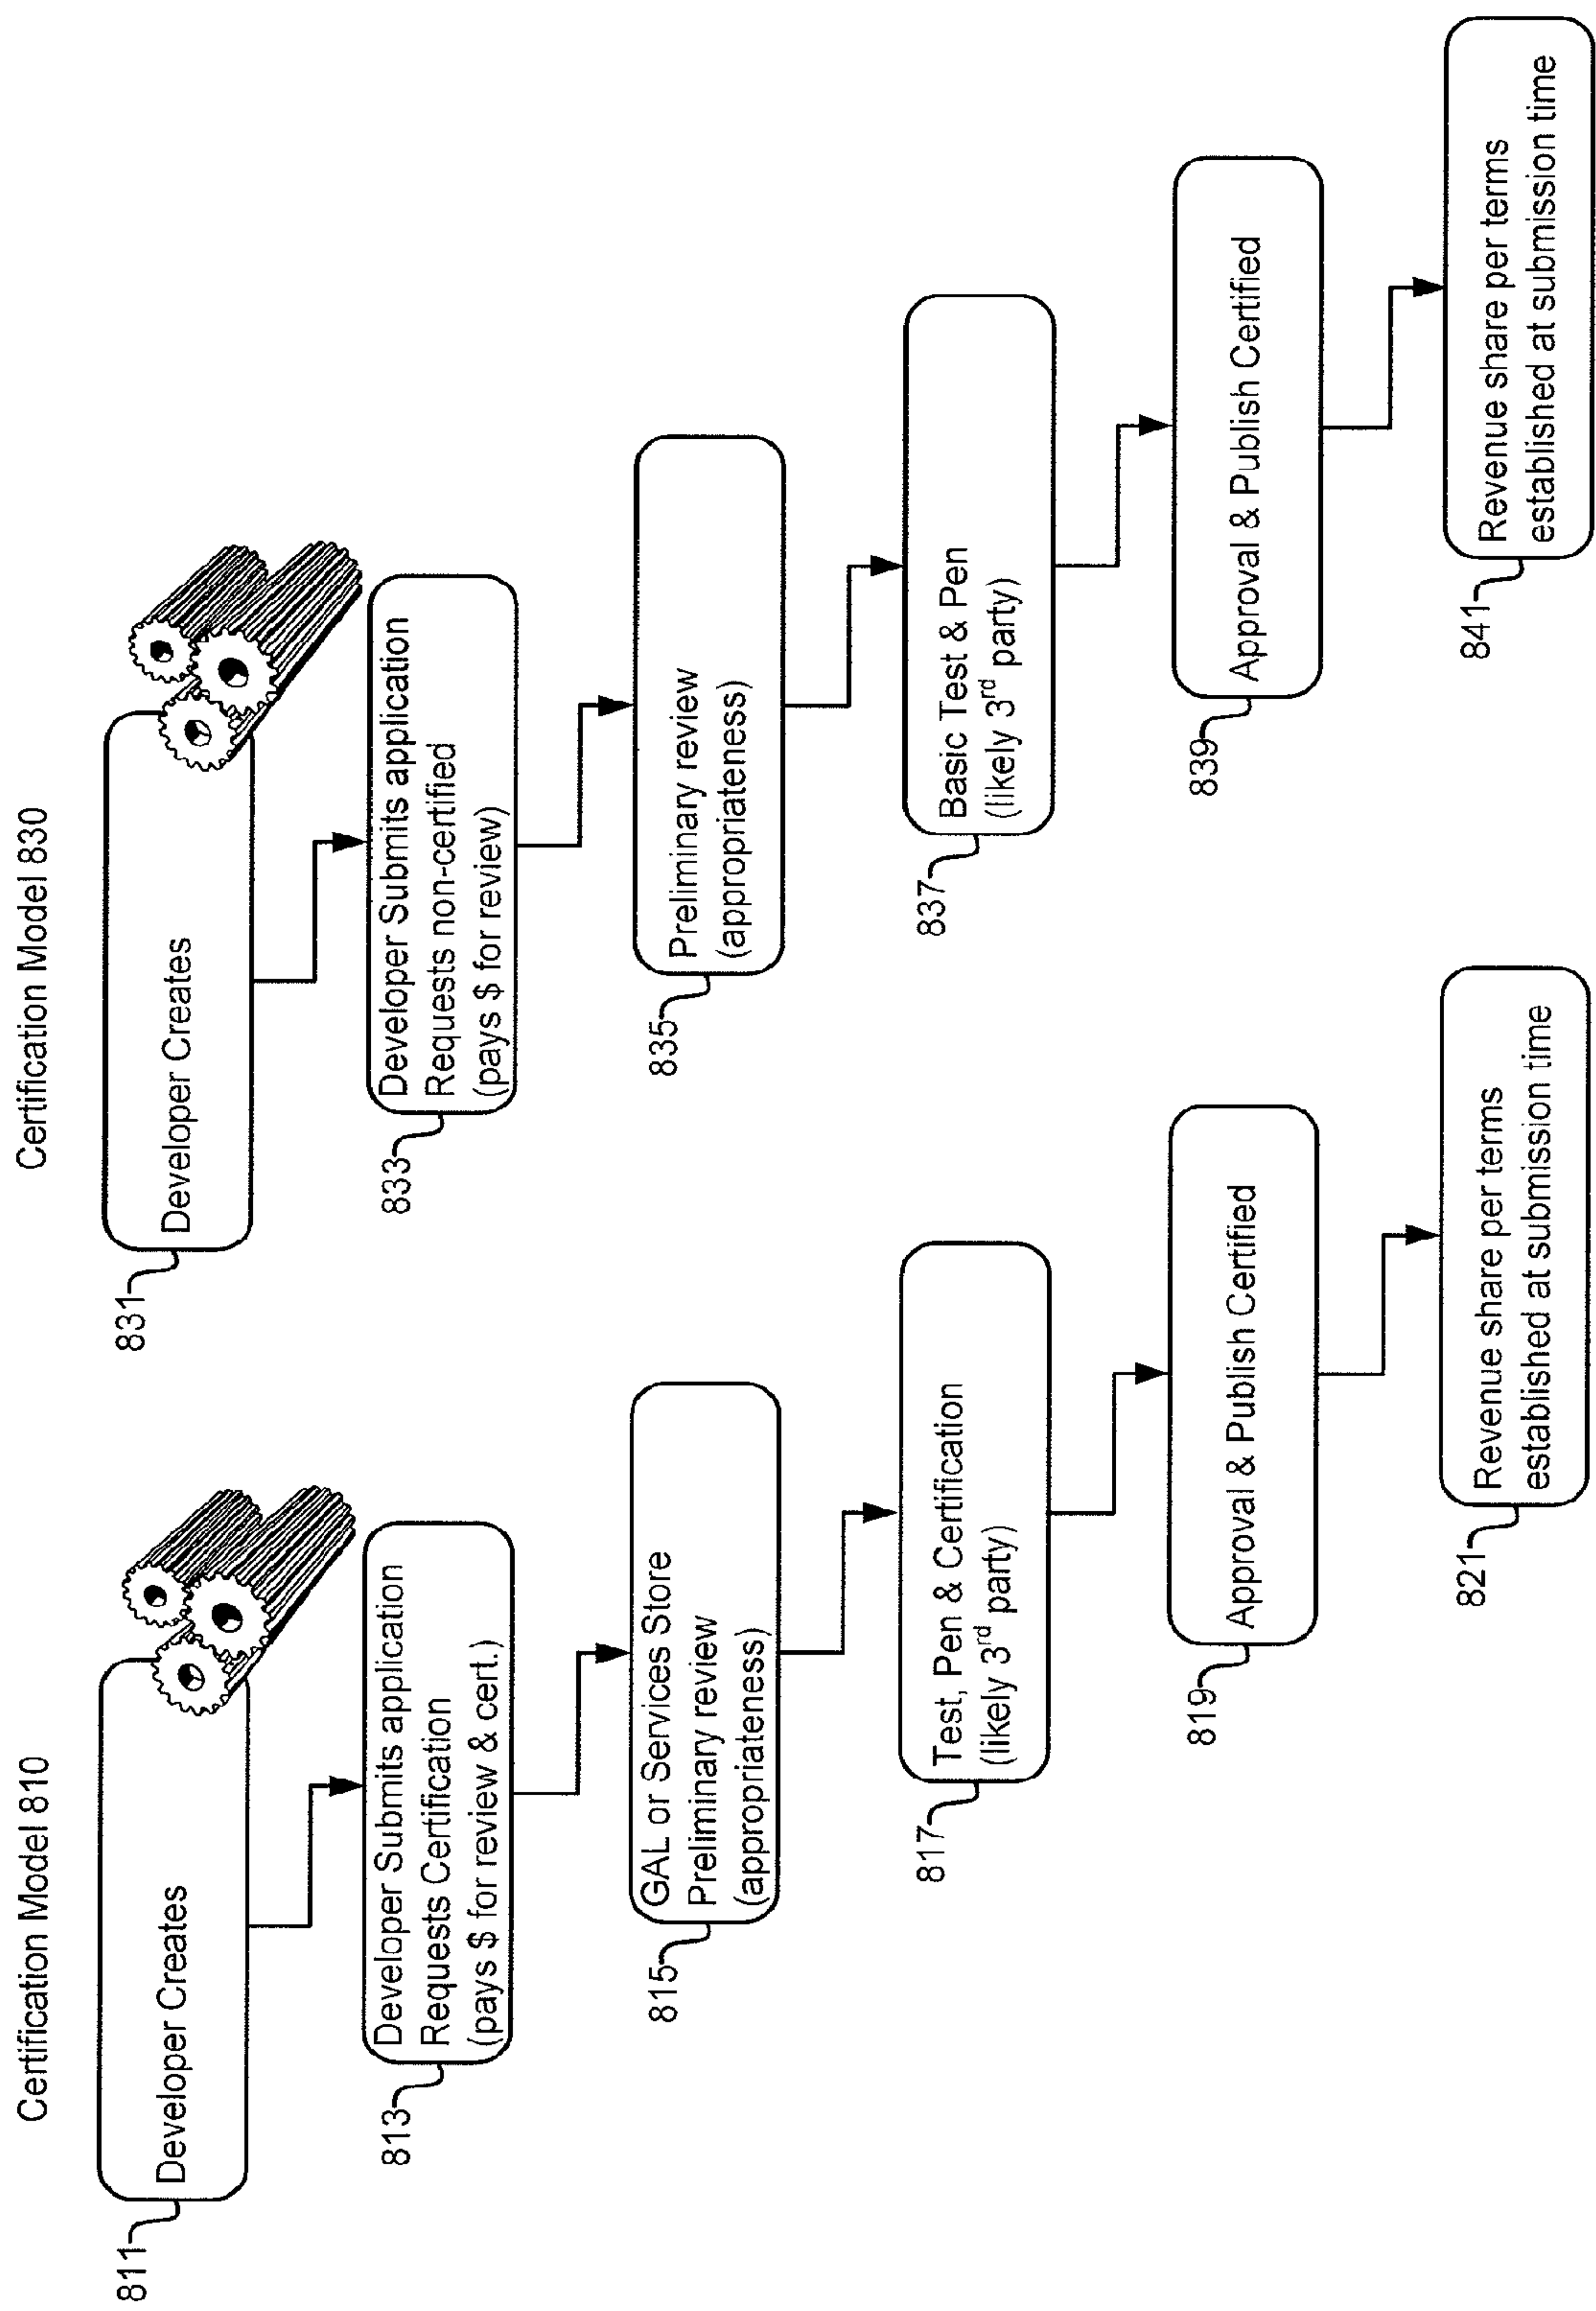 Certification Model 810
811
Developer Creates
813
Developer Submits application
Requests Certification
(pays $ for review & cert.)
815
GAL or Services Store
Preliminary review
(appropriateness)
817
Test, Pen & Certification
(likely 3rd party)
819
Approval & Publish Certified
821
Revenue share per terms
established at submission time
Certification Model 830
831
Developer Creates
833
Developer Submits application
Requests non-certified
(pays $ for review)
835
Preliminary review
(appropriateness)
837
Basic Test & Pen
(likely 3rd party)
839
Approval & Publish Certified
841
Revenue share per terms
established at submission time